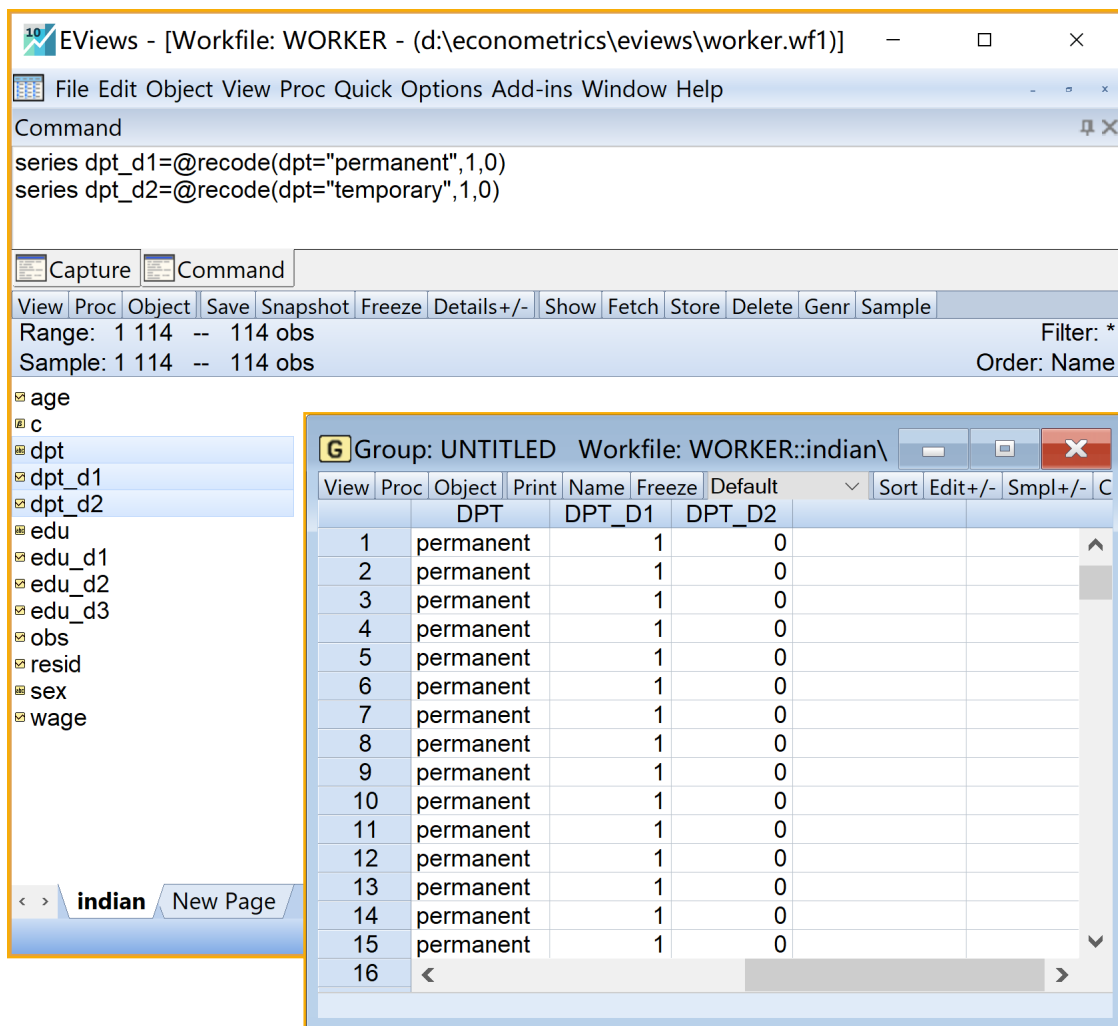 EViews - [Workfile: WORKER - (d:\econometrics\eviews\worker.wf1)]
File Edit Object View Proc Quick Options Add-ins Window Help
Command
series dpt_d1=@recode(dpt="permanent",1,0)
series dpt_d2=@recode(dpt="temporary",1,0)
Capture Command
View Proc Object Save Snapshot Freeze Details+/- Show Fetch Store Delete Genr Sample
Range: 1 114 -- 114 obs Filter: *
Sample: 1 114 -- 114 obs Order: Name
age
c
dpt
dpt_d1
dpt_d2
edu
edu_d1
edu_d2
edu_d3
obs
resid
sex
wage
indian New Page
G Group: UNTITLED Workfile: WORKER::indian\
View Proc Object Print Name Freeze Default Sort Edit+/- Smpl+/- C
DPT DPT_D1 DPT_D2
1 permanent 1 0
2 permanent 1 0
3 permanent 1 0
4 permanent 1 0
5 permanent 1 0
6 permanent 1 0
7 permanent 1 0
8 permanent 1 0
9 permanent 1 0
10 permanent 1 0
11 permanent 1 0
12 permanent 1 0
13 permanent 1 0
14 permanent 1 0
15 permanent 1 0
16